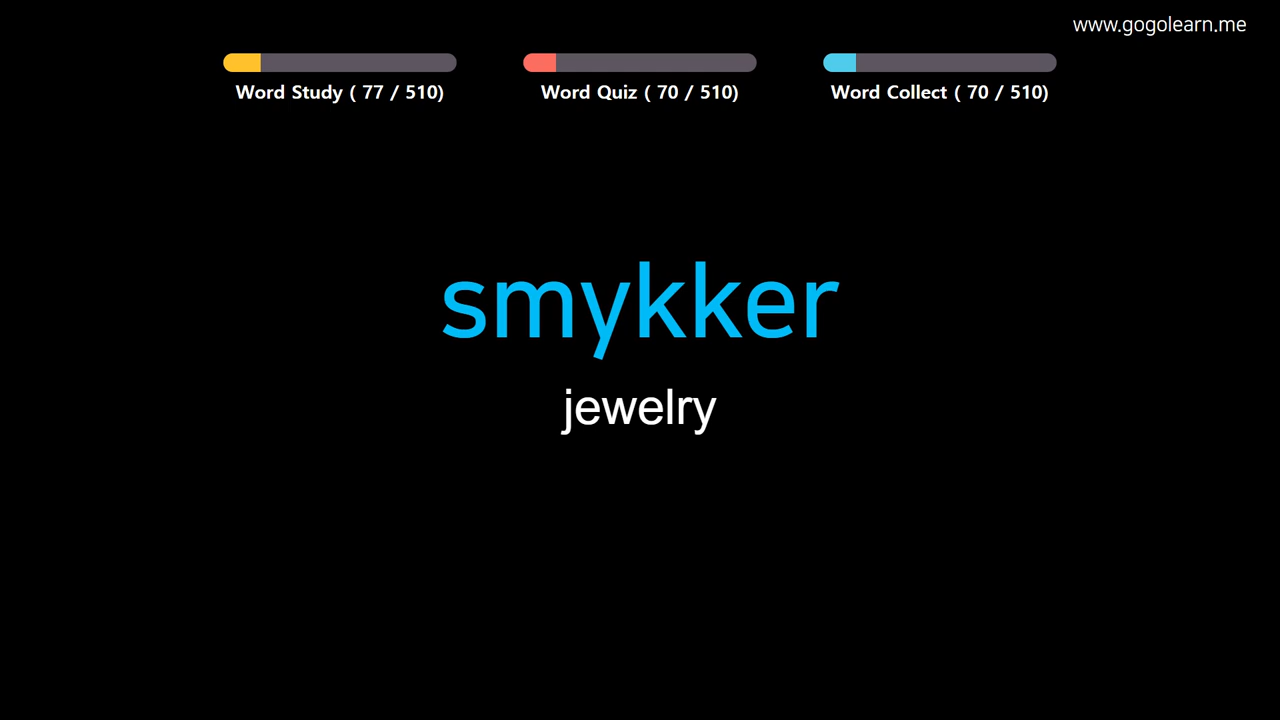 www.gogolearn.me
Word Study ( 77 / 510)
Word Quiz ( 70 / 510)
Word Collect ( 70 / 510)
smykker
jewelry